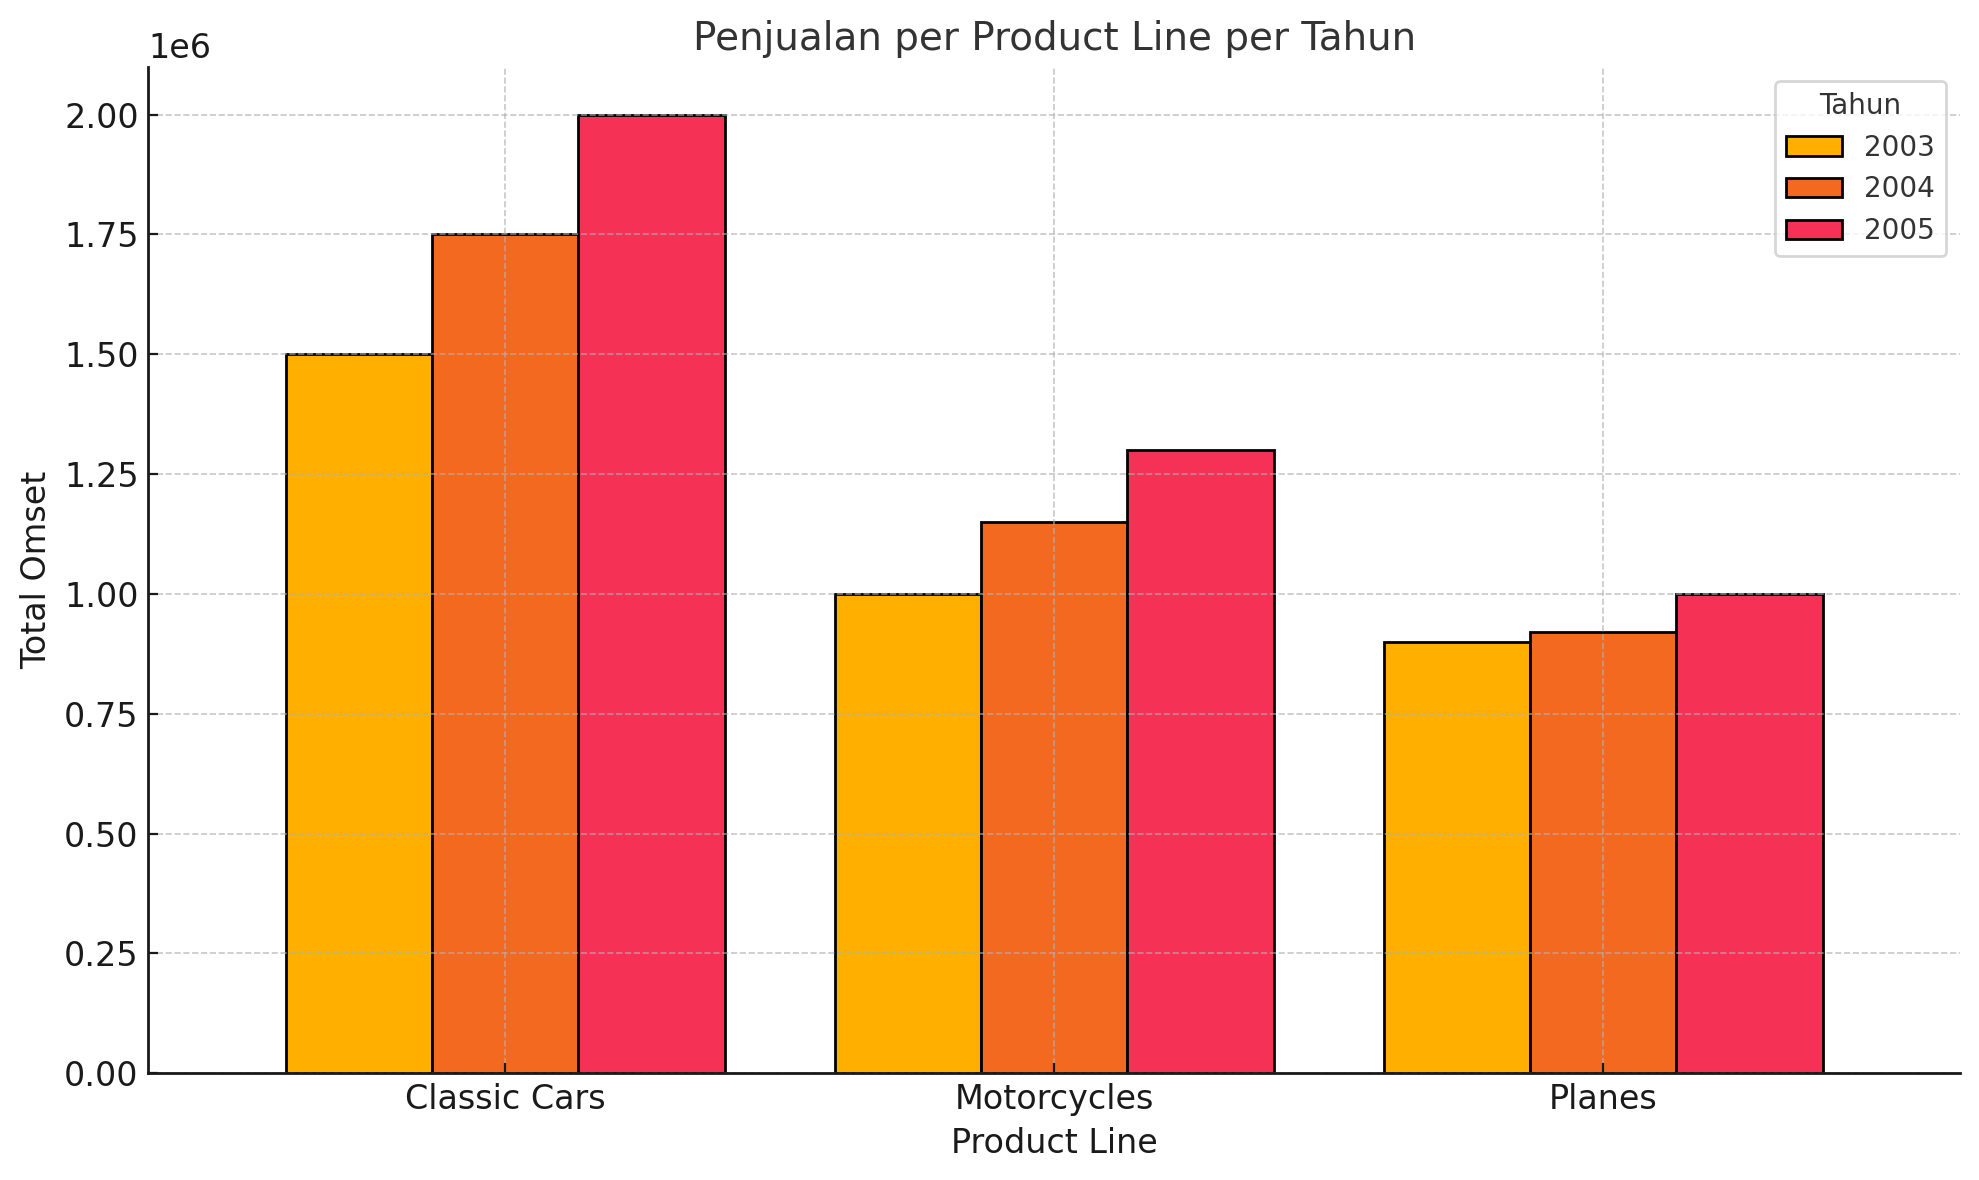 Penjualan per Product Line per Tahun
1e6
2.00
1.75
1.50
1.25
1.00
0.75
0.50
0.25
0.00
Total Omset
Tahun
2003
2004
2005
Classic Cars
Motorcycles
Planes
Product Line